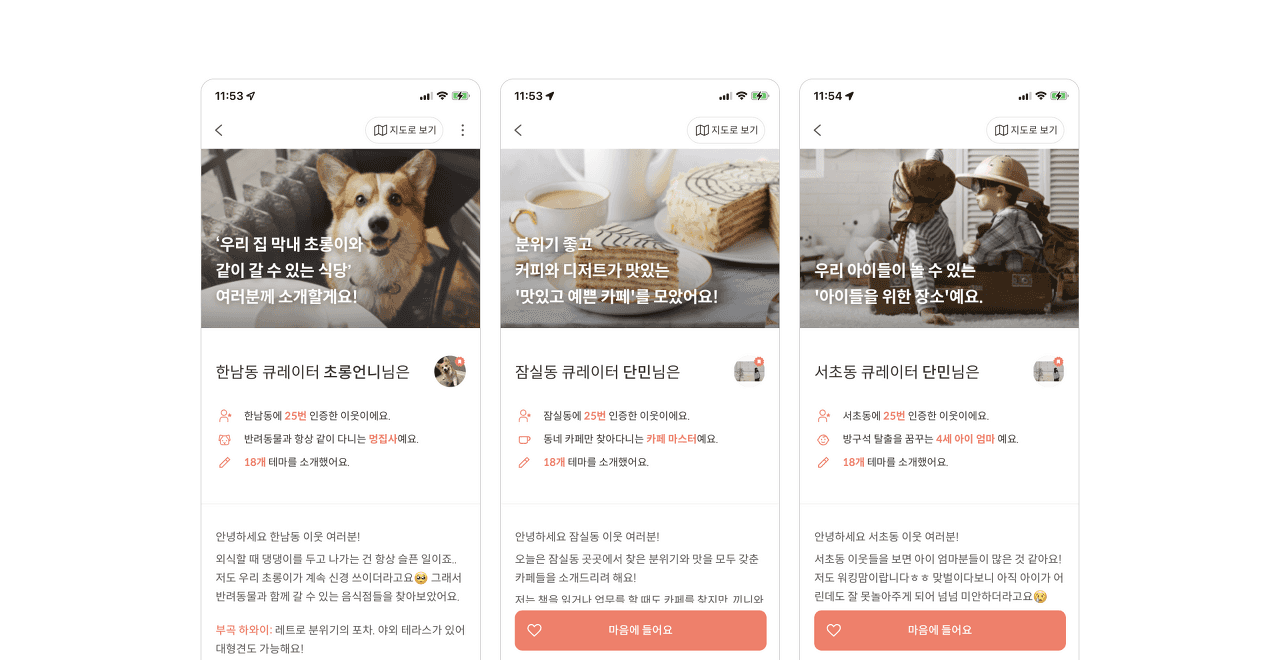 11:53
지도로 보기
‘우리 집 막내 초롱이와
같이 갈 수 있는 식당’
여러분께 소개할게요!
한남동 큐레이터 초롱언니님은
한남동에 25번 인증한 이웃이에요.
반려동물과 항상 같이 다니는 멍집사예요.
18개 테마를 소개했어요.
안녕하세요 한남동 이웃 여러분!
외식할 때 댕댕이를 두고 나가는 건 항상 슬픈 일이죠..
저도 우리 초롱이가 계속 신경 쓰이더라고요🥺 그래서
반려동물과 함께 갈 수 있는 음식점들을 찾아보았어요.
부곡 하와이: 레트로 분위기의 포차. 야외 테라스가 있어
대형견도 가능해요!
11:53
지도로 보기
분위기 좋고
커피와 디저트가 맛있는
'맛있고 예쁜 카페'를 모았어요!
잠실동 큐레이터 단민님은
잠실동에 25번 인증한 이웃이에요.
동네 카페만 찾아다니는 카페 마스터예요.
18개 테마를 소개했어요.
안녕하세요 잠실동 이웃 여러분!
오늘은 잠실동 곳곳에서 찾은 분위기와 맛을 모두 갖춘
카페들을 소개드리려 해요!
저는 책을 읽거나 업무를 할 때도 카페를 찾지만, 끼니와
마음에 들어요
11:54
지도로 보기
우리 아이들이 놀 수 있는
'아이들을 위한 장소'예요.
서초동 큐레이터 단민님은
서초동에 25번 인증한 이웃이에요.
방구석 탈출을 꿈꾸는 4세 아이 엄마 예요.
18개 테마를 소개했어요.
안녕하세요 서초동 이웃 여러분!
서초동 이웃들을 보면 아이 엄마분들이 많은 것 같아요!
저도 워킹맘이랍니다ㅎㅎ 맞벌이다보니 아직 아이가 어
린데도 잘 못놀아주게 되어 넘넘 미안하더라고요😢
마음에 들어요